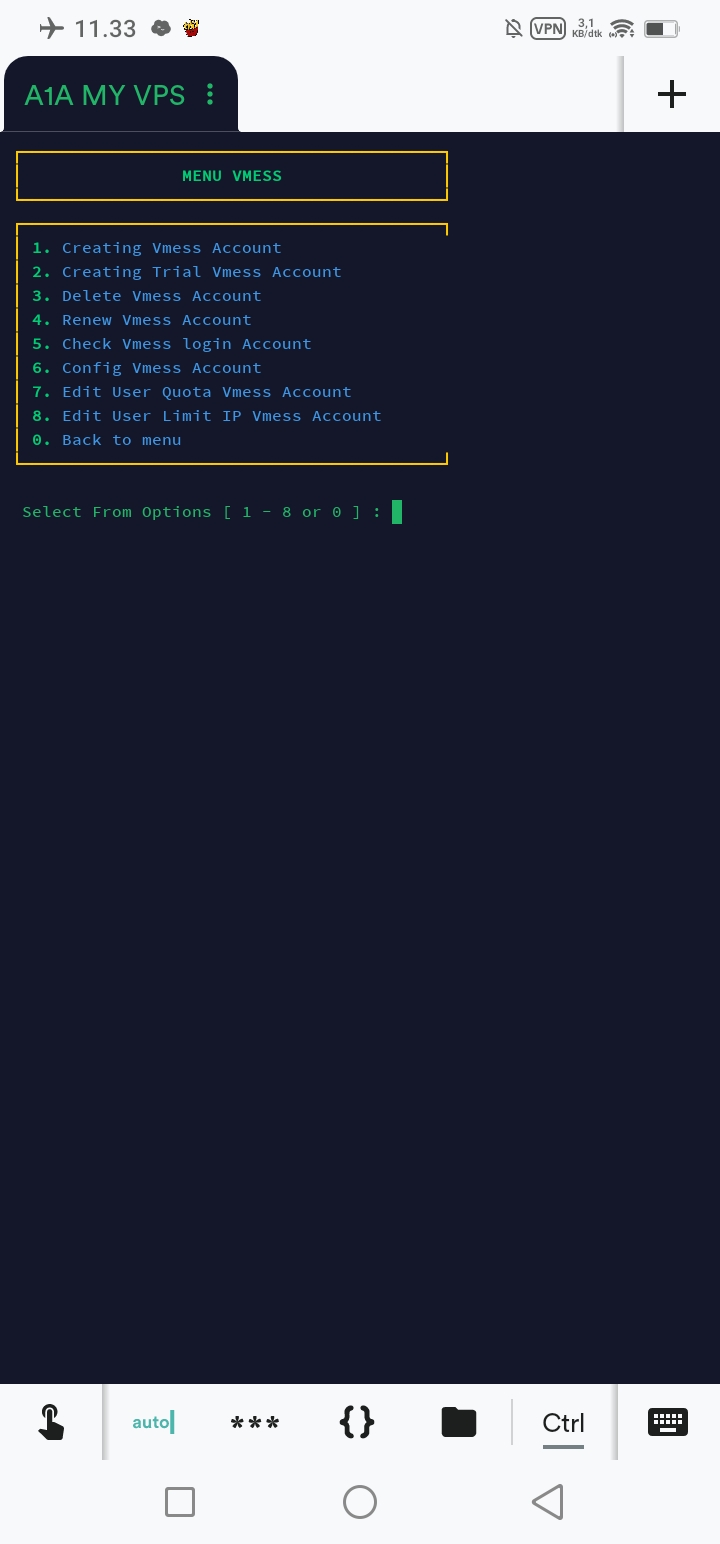 11.33
VPN
3,1
KB/dtk
A1A MY VPS
MENU VMESS
1. Creating Vmess Account
2. Creating Trial Vmess Account
3. Delete Vmess Account
4. Renew Vmess Account
5. Check Vmess login Account
6. Config Vmess Account
7. Edit User Quota Vmess Account
8. Edit User Limit IP Vmess Account
0. Back to menu
Select From Options [ 1 - 8 or 0 ] :
auto
***
{}
Ctrl